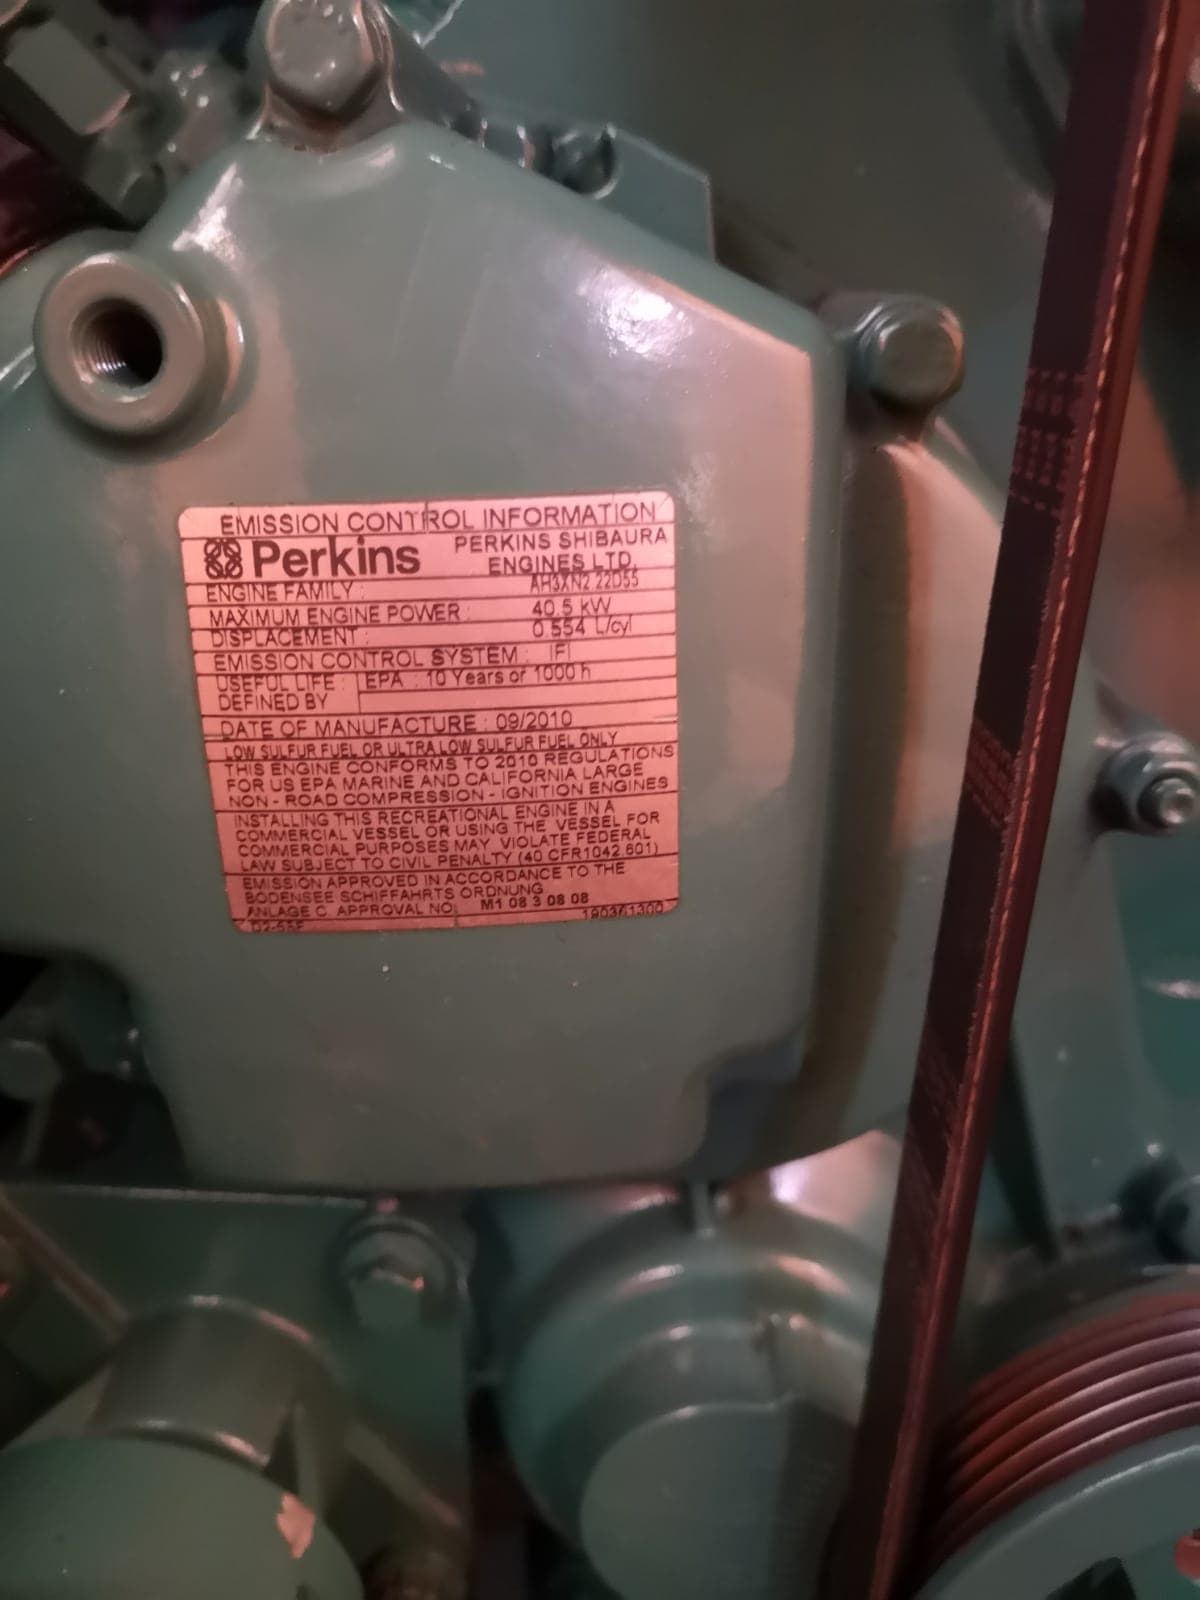 EMISSION CONTROL INFORMATION
Perkins PERKINS SHIBAURA
ENGINES LTD.
ENGINE FAMILY : AH3XN2.22D55
MAXIMUM ENGINE POWER : 40.5 kW
DISPLACEMENT : 0.554 L/cyl
EMISSION CONTROL SYSTEM : IFI
USEFUL LIFE : EPA : 10 Years or 1000 h
DEFINED BY
DATE OF MANUFACTURE : 09/2010
LOW SULFUR FUEL OR ULTRA LOW SULFUR FUEL ONLY
THIS ENGINE CONFORMS TO 2010 REGULATIONS
FOR US EPA MARINE AND CALIFORNIA LARGE
NON - ROAD COMPRESSION - IGNITION ENGINES
INSTALLING THIS RECREATIONAL ENGINE IN A
COMMERCIAL VESSEL OR USING THE VESSEL FOR
COMMERCIAL PURPOSES MAY VIOLATE FEDERAL
LAW SUBJECT TO CIVIL PENALTY (40 CFR1042.601)
EMISSION APPROVED IN ACCORDANCE TO THE
BODENSEE SCHIFFAHRTS ORDNUNG
ANLAGE C APPROVAL NO. M1 08 3 08 08
190361300